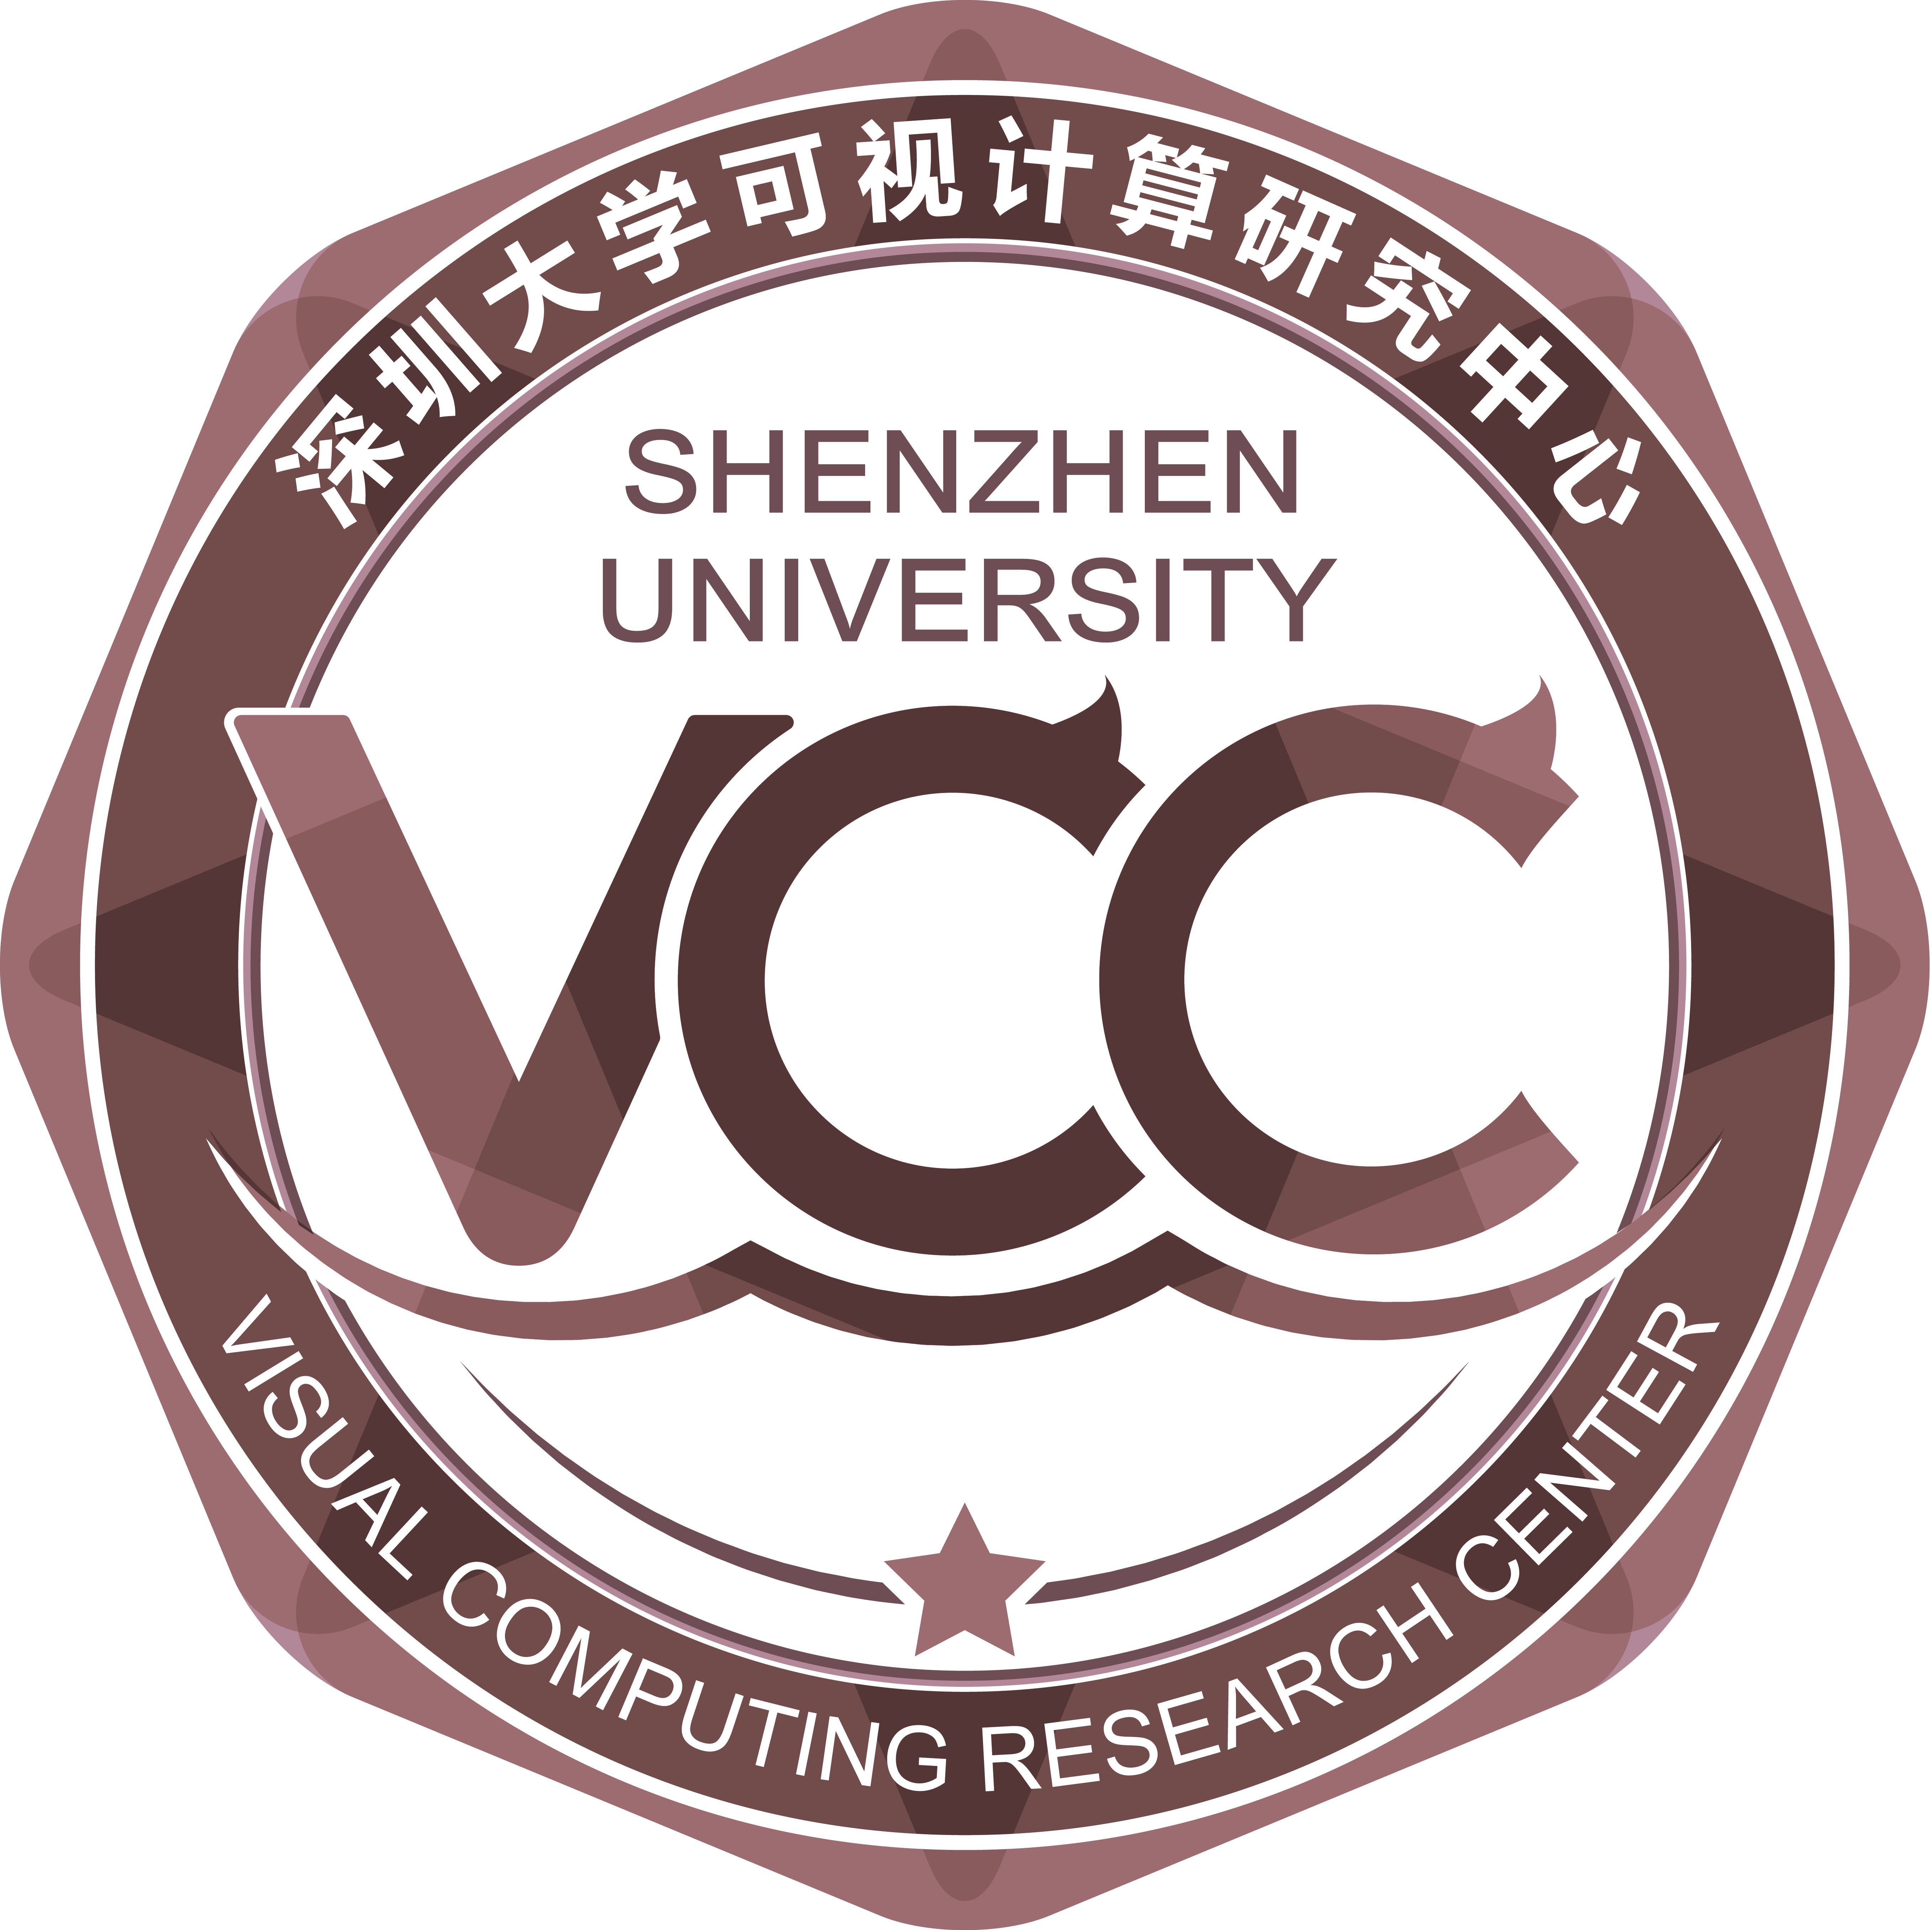 深圳大学可视计算研究中心
SHENZHEN
UNIVERSITY
VCC
VISUAL COMPUTING RESEARCH CENTER